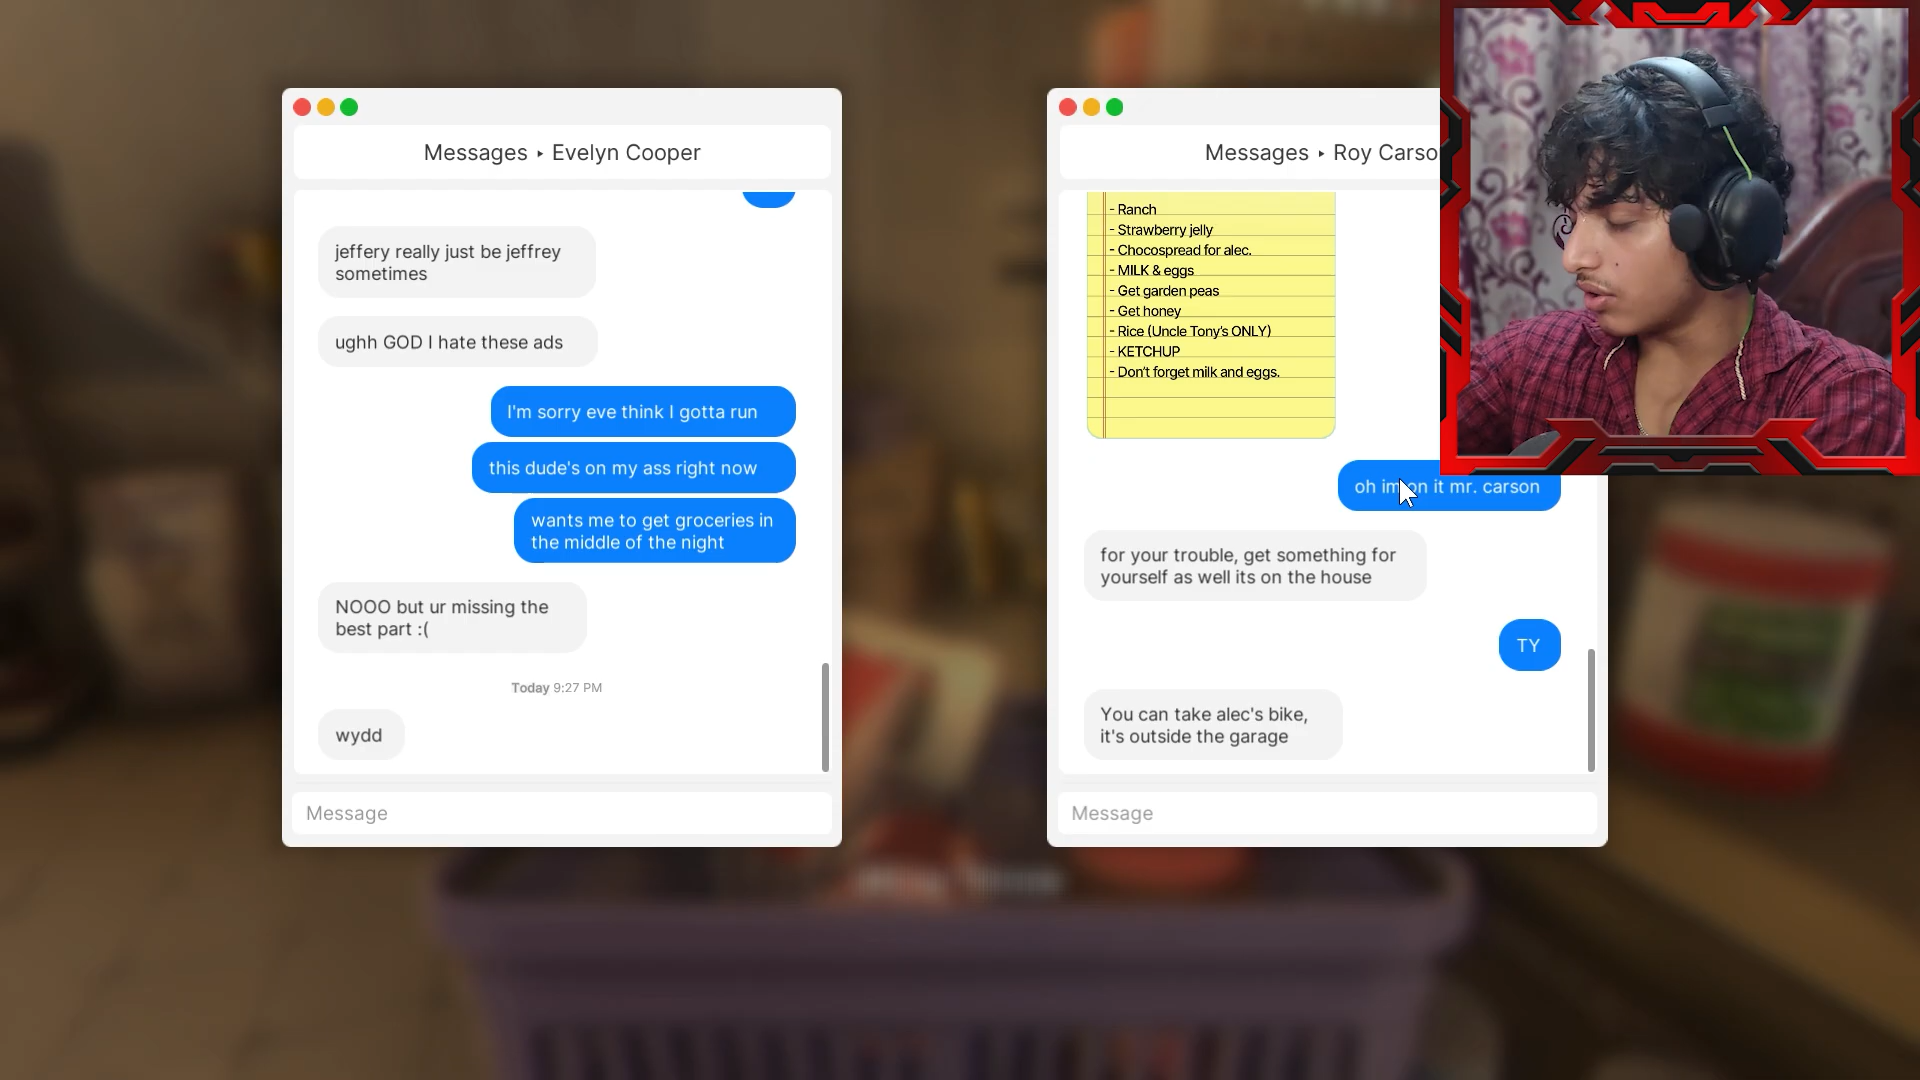 Messages ‣ Evelyn Cooper
jeffery really just be jeffrey
sometimes
ughh GOD I hate these ads
I'm sorry eve think I gotta run
this dude's on my ass right now
wants me to get groceries in
the middle of the night
NOOO but ur missing the
best part :(
Today 9:27 PM
wydd
Message
Messages ‣ Roy Carso
- Ranch
- Strawberry jelly
- Chocospread for alec.
- MILK & eggs
- Get garden peas
- Get honey
- Rice (Uncle Tony's ONLY)
- KETCHUP
- Don't forget milk and eggs.
oh im on it mr. carson
for your trouble, get something for
yourself as well its on the house
TY
You can take alec's bike,
it's outside the garage
Message